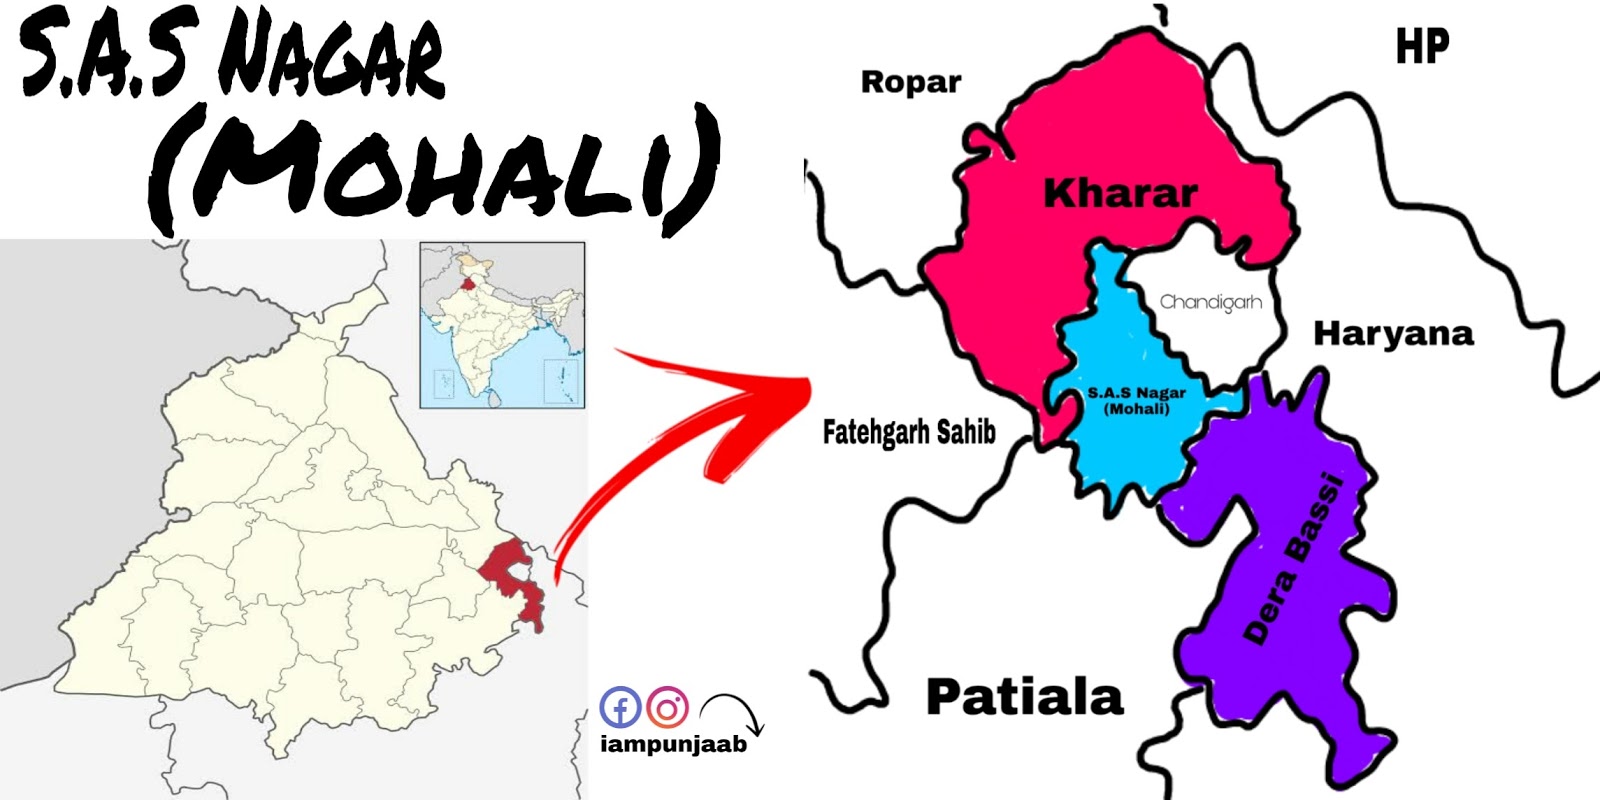 S.A.S NAGAR
(MOHALI)
HP
Ropar
Kharar
Chandigarh
Haryana
S.A.S Nagar
(Mohali)
Fatehgarh Sahib
Dera Bassi
Patiala
iampunjaab